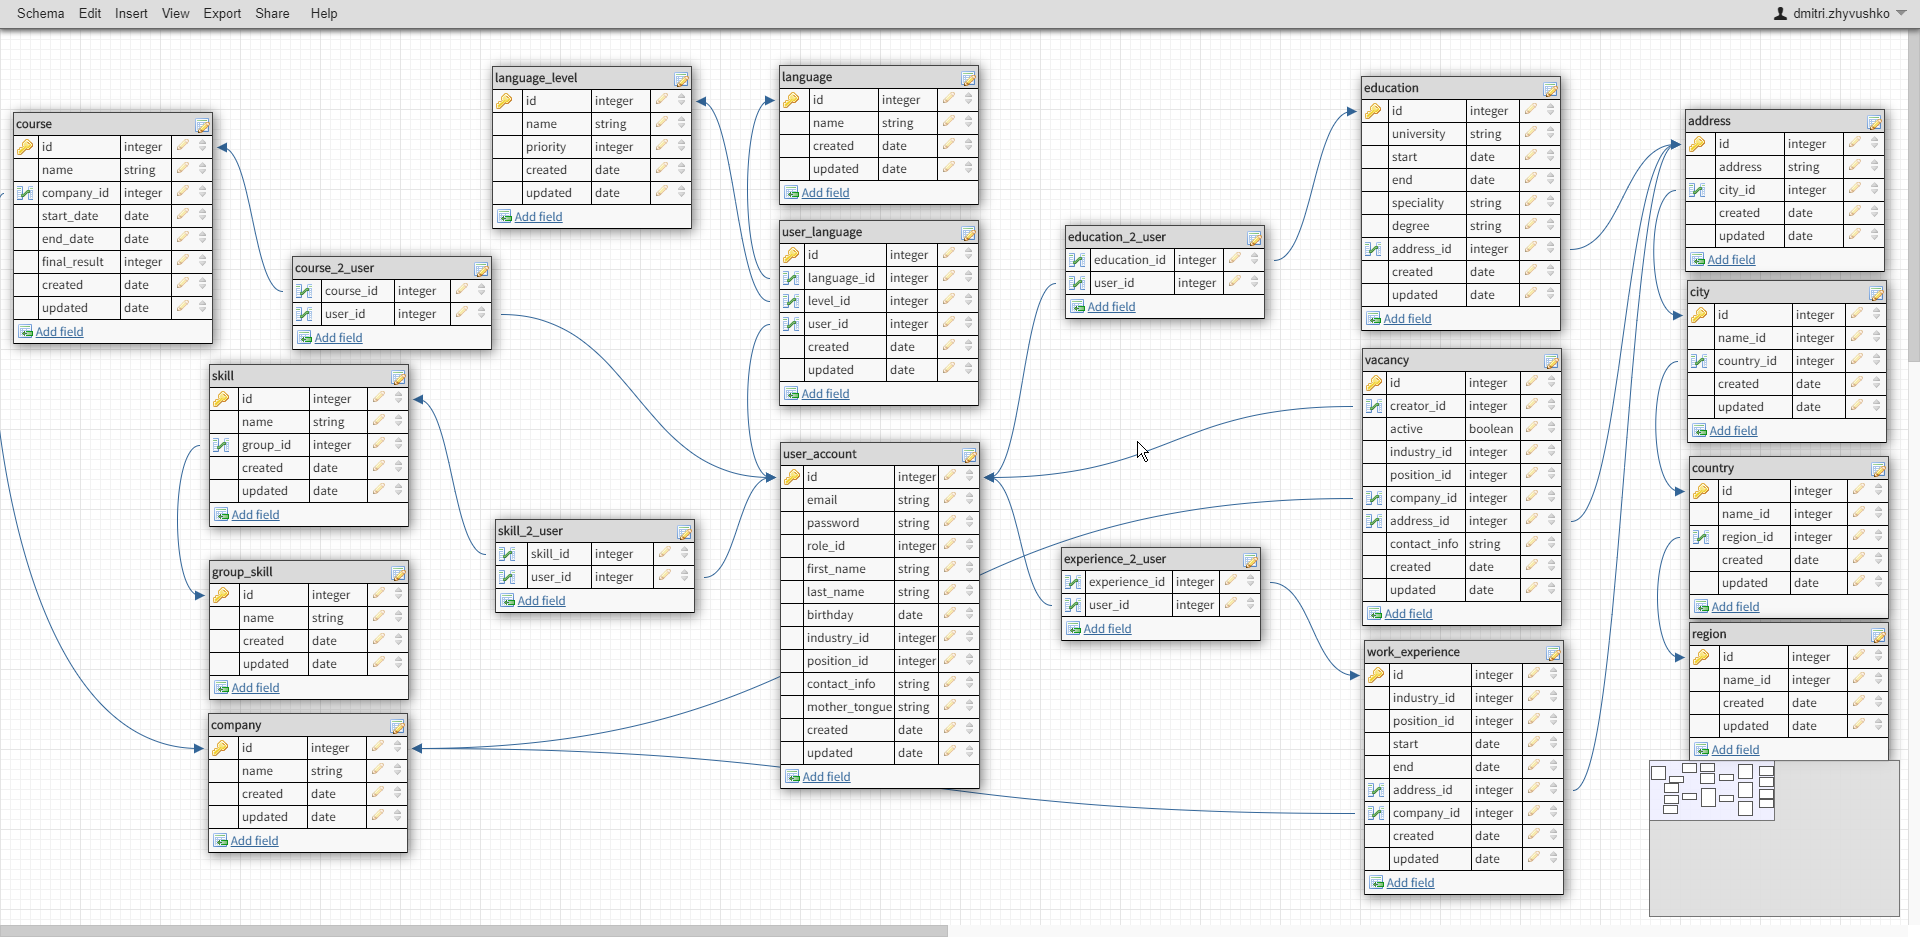 Schema Edit Insert View Export Share Help dmitri.zhyvushko
course
id integer
name string
company_id integer
start_date date
end_date date
final_result integer
created date
updated date
Add field
language_level
id integer
name string
priority integer
created date
updated date
Add field
language
id integer
name string
created date
updated date
Add field
course_2_user
course_id integer
user_id integer
Add field
user_language
id integer
language_id integer
level_id integer
user_id integer
created date
updated date
Add field
education_2_user
education_id integer
user_id integer
Add field
education
id integer
university string
start date
end date
speciality string
degree string
address_id integer
created date
updated date
Add field
address
id integer
address string
city_id integer
created date
updated date
Add field
city
id integer
name_id integer
country_id integer
created date
updated date
Add field
skill
id integer
name string
group_id integer
created date
updated date
Add field
group_skill
id integer
name string
created date
updated date
Add field
company
id integer
name string
created date
updated date
Add field
skill_2_user
skill_id integer
user_id integer
Add field
user_account
id integer
email string
password string
role_id integer
first_name string
last_name string
birthday date
industry_id integer
position_id integer
contact_info string
mother_tongue string
created date
updated date
Add field
experience_2_user
experience_id integer
user_id integer
Add field
vacancy
id integer
creator_id integer
active boolean
industry_id integer
position_id integer
company_id integer
address_id integer
contact_info string
created date
updated date
Add field
work_experience
id integer
industry_id integer
position_id integer
start date
end date
address_id integer
company_id integer
created date
updated date
Add field
country
id integer
name_id integer
region_id integer
created date
updated date
Add field
region
id integer
name_id integer
created date
updated date
Add field